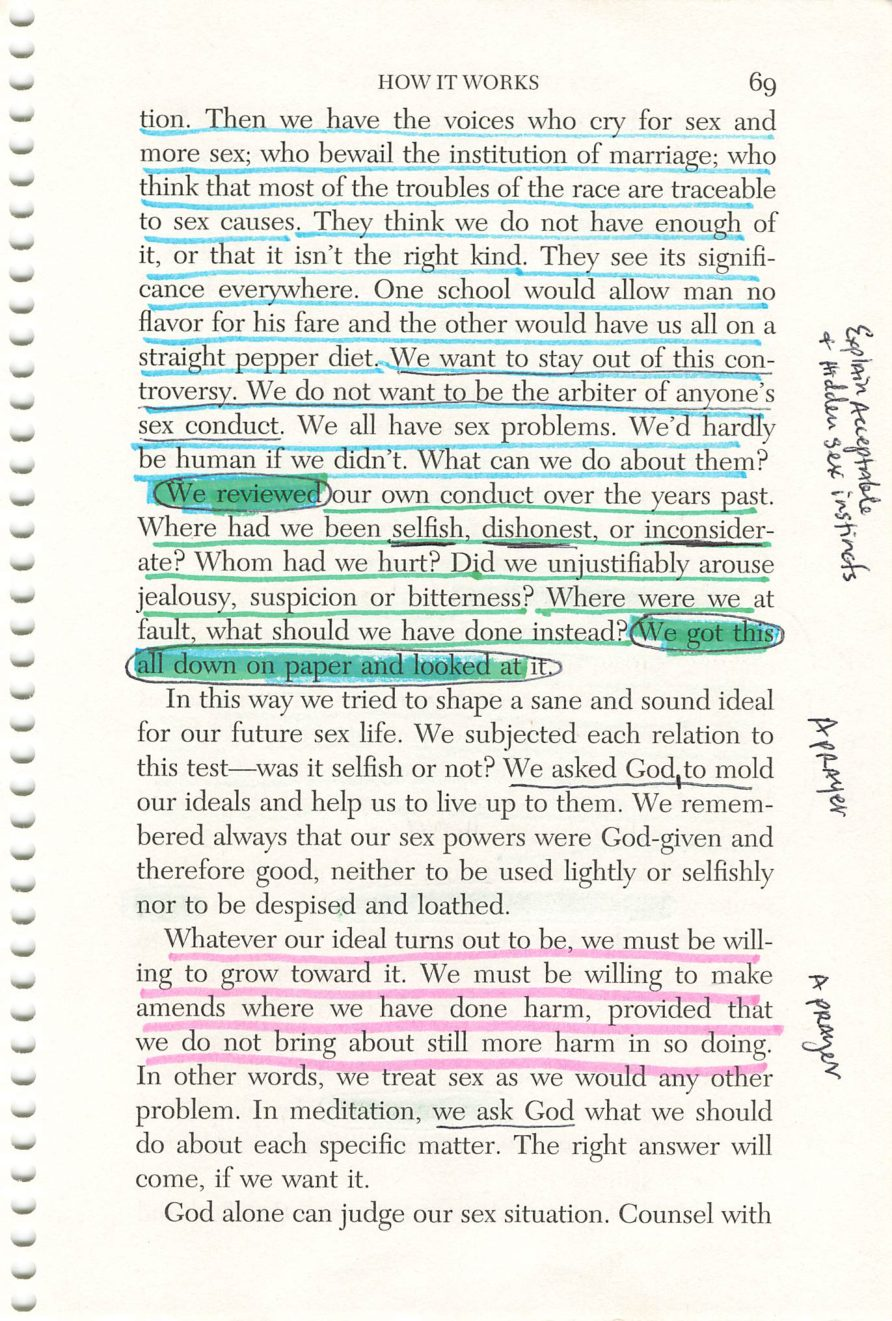 HOW IT WORKS 69
tion. Then we have the voices who cry for sex and
more sex; who bewail the institution of marriage; who
think that most of the troubles of the race are traceable
to sex causes. They think we do not have enough of
it, or that it isn't the right kind. They see its signifi-
cance everywhere. One school would allow man no
flavor for his fare and the other would have us all on a
straight pepper diet. We want to stay out of this con-
troversy. We do not want to be the arbiter of anyone's
sex conduct. We all have sex problems. We'd hardly
be human if we didn't. What can we do about them?
We reviewed our own conduct over the years past.
Where had we been selfish, dishonest, or inconsider-
ate? Whom had we hurt? Did we unjustifiably arouse
jealousy, suspicion or bitterness? Where were we at
fault, what should we have done instead? We got this
all down on paper and looked at it.
In this way we tried to shape a sane and sound ideal
for our future sex life. We subjected each relation to
this test—was it selfish or not? We asked God to mold
our ideals and help us to live up to them. We remem-
bered always that our sex powers were God-given and
therefore good, neither to be used lightly or selfishly
nor to be despised and loathed.
Whatever our ideal turns out to be, we must be will-
ing to grow toward it. We must be willing to make
amends where we have done harm, provided that
we do not bring about still more harm in so doing.
In other words, we treat sex as we would any other
problem. In meditation, we ask God what we should
do about each specific matter. The right answer will
come, if we want it.
God alone can judge our sex situation. Counsel with
Explain Acceptable
& Hidden sex instincts
A prayer
A prayer